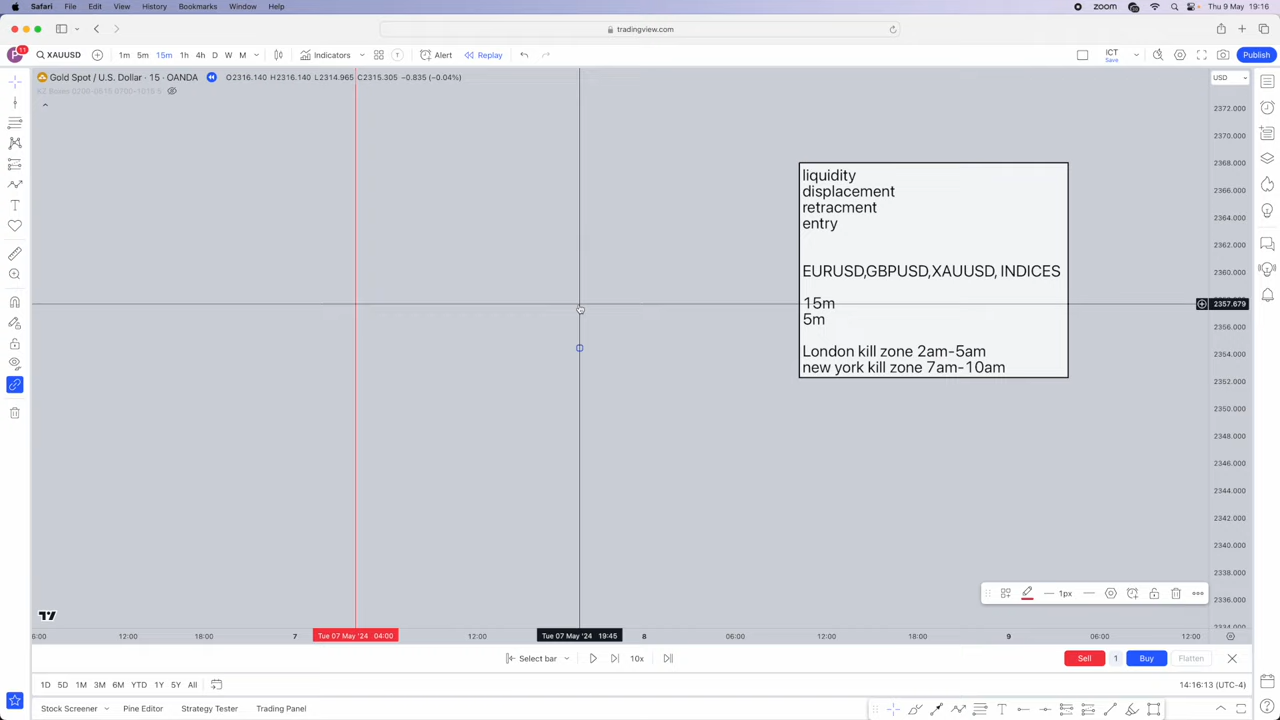 Safari File Edit View History Bookmarks Window Help
zoom Thu 9 May 19:16
tradingview.com
11
XAUUSD 1m 5m 15m 1h 4h D W M Indicators Alert Replay
ICT
Save
Publish
Gold Spot / U.S. Dollar · 15 · OANDA O2316.140 H2316.140 L2314.965 C2315.305 −0.835 (−0.04%)
USD
2372.000
2370.000
2368.000
2366.000
2364.000
2362.000
2360.000
2357.679
2356.000
2354.000
2352.000
2350.000
2348.000
2346.000
2344.000
2342.000
2340.000
2338.000
2336.000
2334.000
liquidity
displacement
retracment
entry
EURUSD,GBPUSD,XAUUSD, INDICES
15m
5m
London kill zone 2am-5am
new york kill zone 7am-10am
1px
6:00 12:00 18:00 7 Tue 07 May '24 04:00 12:00 Tue 07 May '24 19:45 8 06:00 12:00 18:00 9 06:00 12:00
Select bar 10x Sell 1 Buy Flatten
1D 5D 1M 3M 6M YTD 1Y 5Y All 14:16:13 (UTC-4)
Stock Screener Pine Editor Strategy Tester Trading Panel